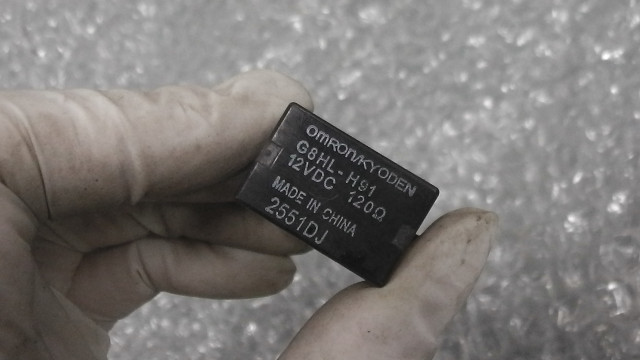 OMRON/KYODEN
G8HL-H91
12VDC 120Ω
MADE IN CHINA
2551DJ